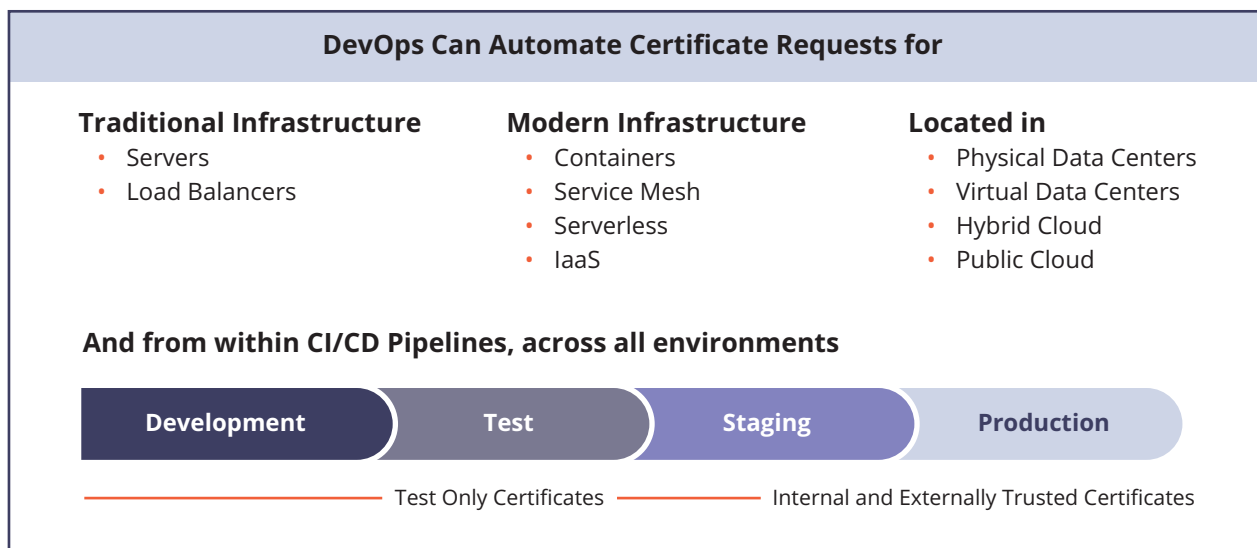 DevOps Can Automate Certificate Requests for
Traditional Infrastructure
• Servers
• Load Balancers
Modern Infrastructure
• Containers
• Service Mesh
• Serverless
• IaaS
Located in
• Physical Data Centers
• Virtual Data Centers
• Hybrid Cloud
• Public Cloud
And from within CI/CD Pipelines, across all environments
Development
Test
Staging
Production
Test Only Certificates
Internal and Externally Trusted Certificates